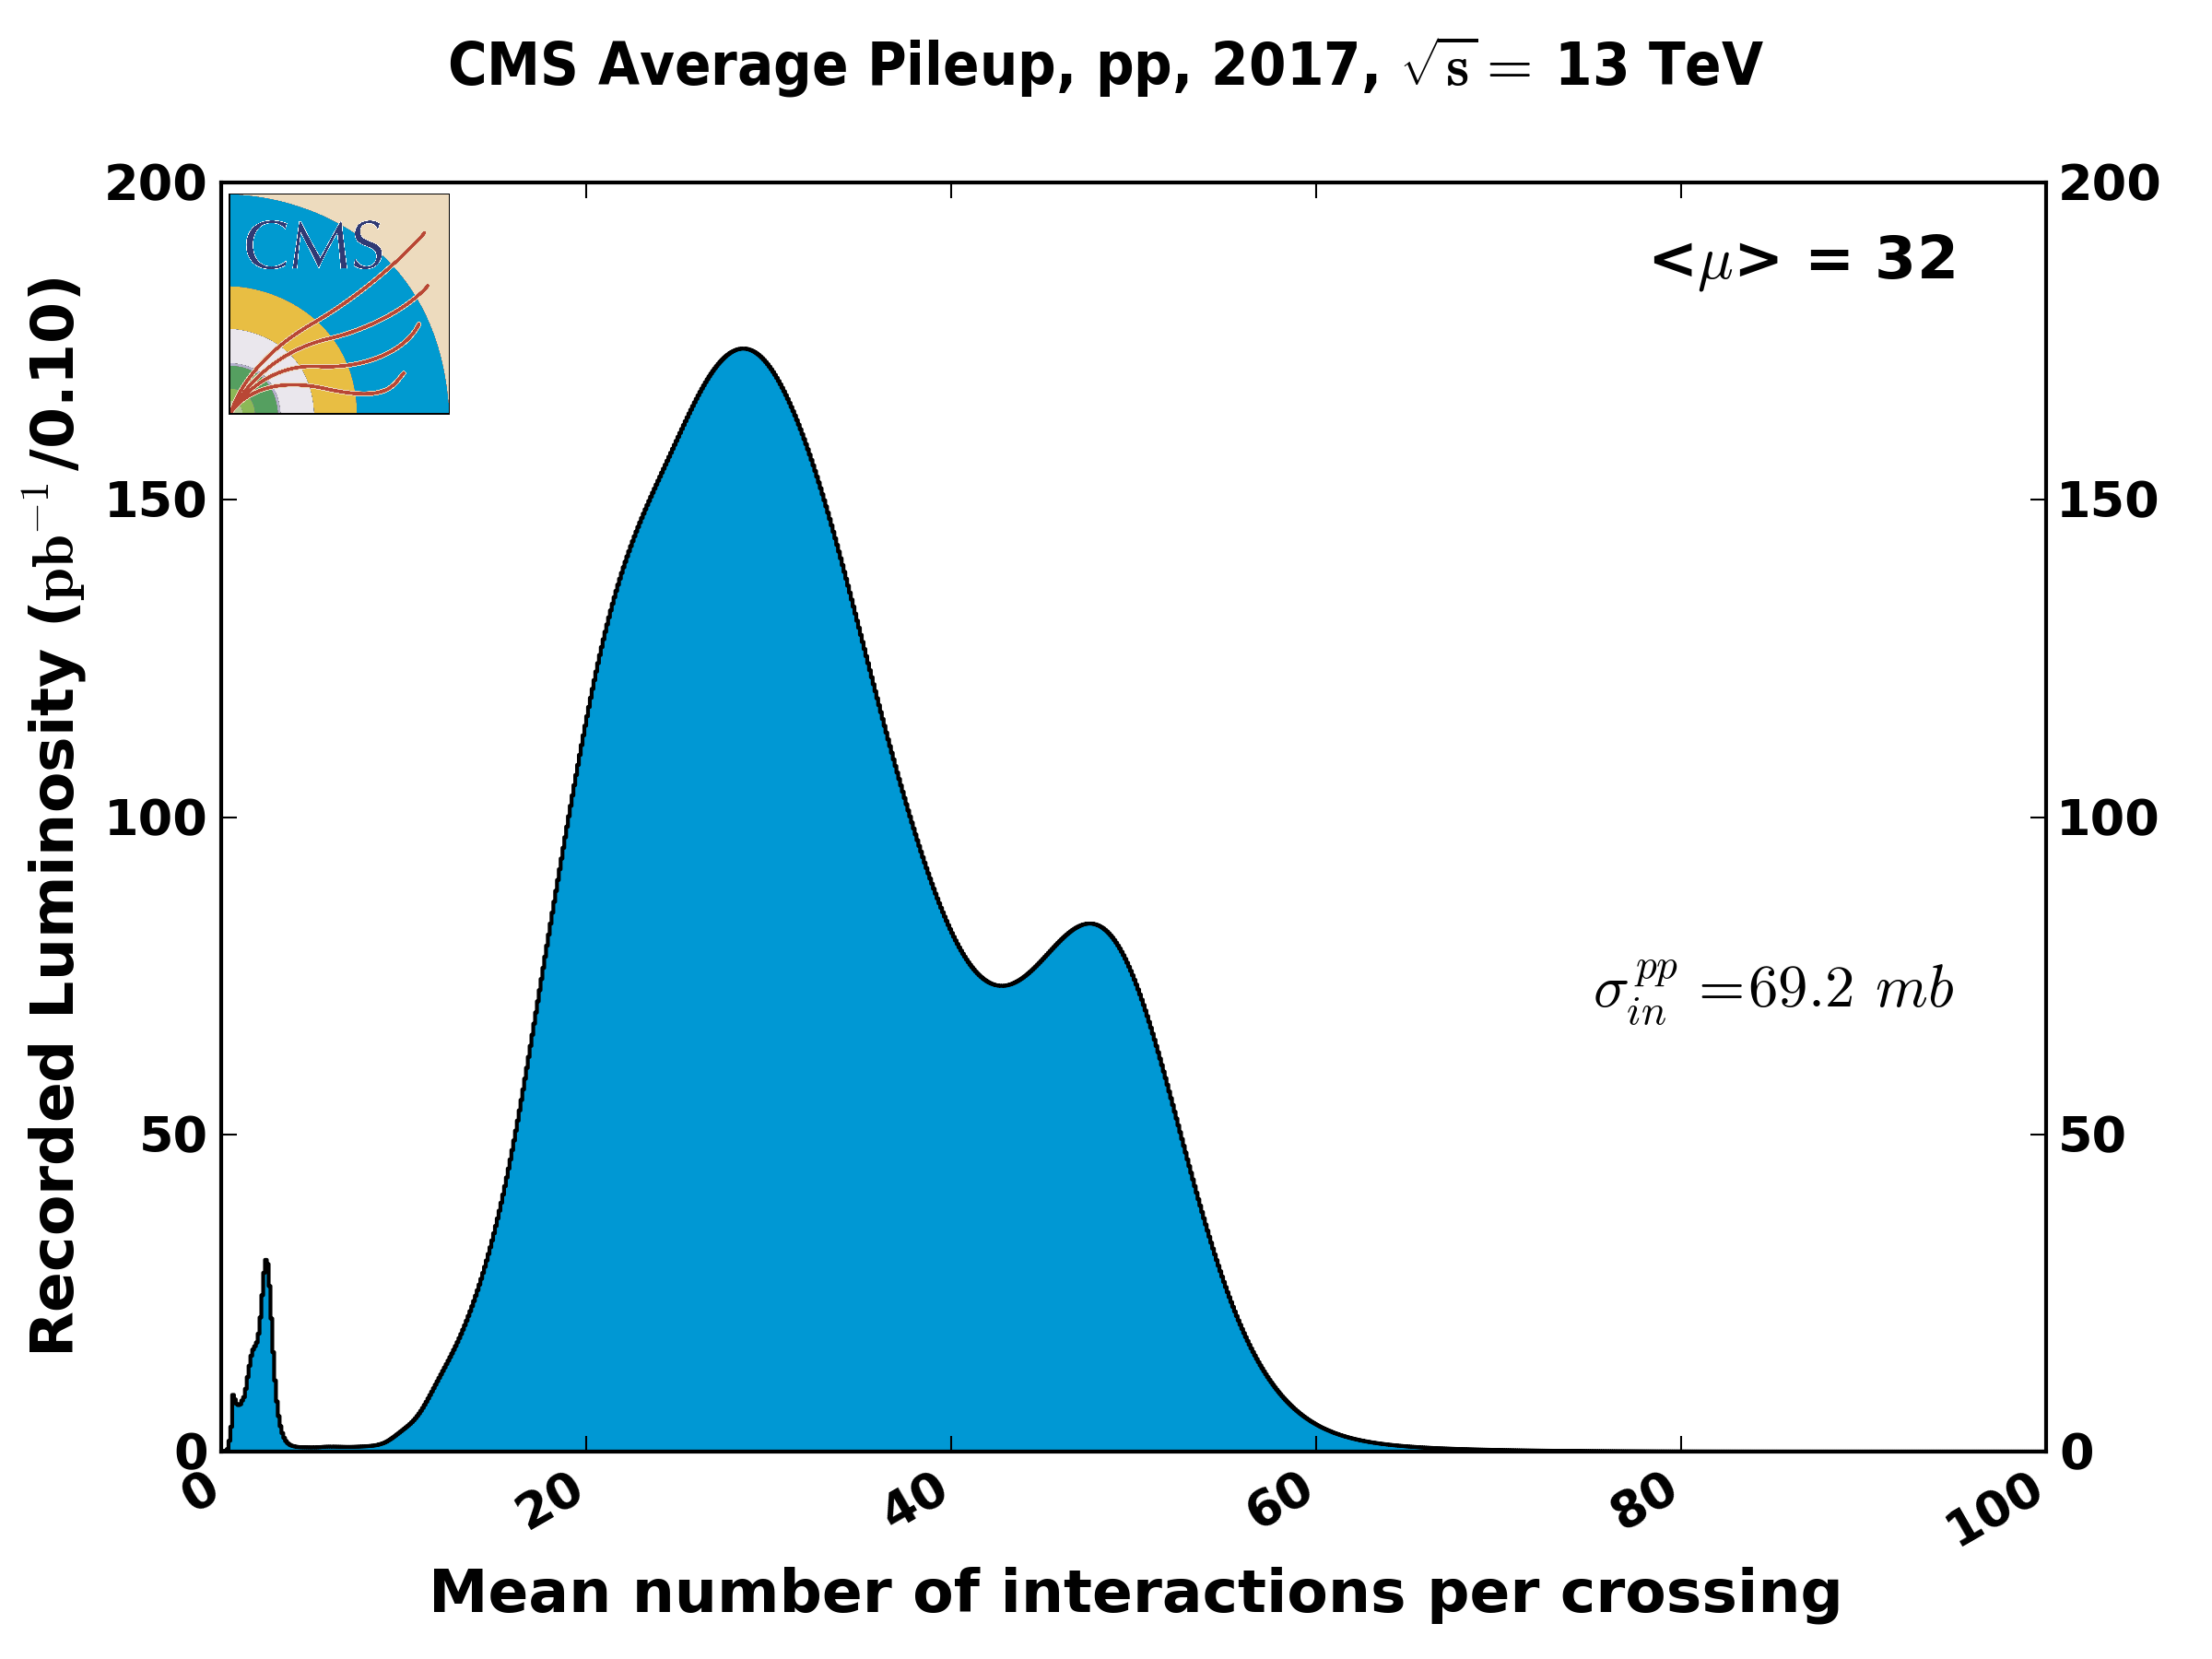 CMS Average Pileup, pp, 2017, √s = 13 TeV
CMS
<μ> = 32
σ_in^pp =69.2 mb
Recorded Luminosity (pb⁻¹/0.10)
200
150
100
50
0
200
150
100
50
0
0 20 40 60 80 100
Mean number of interactions per crossing